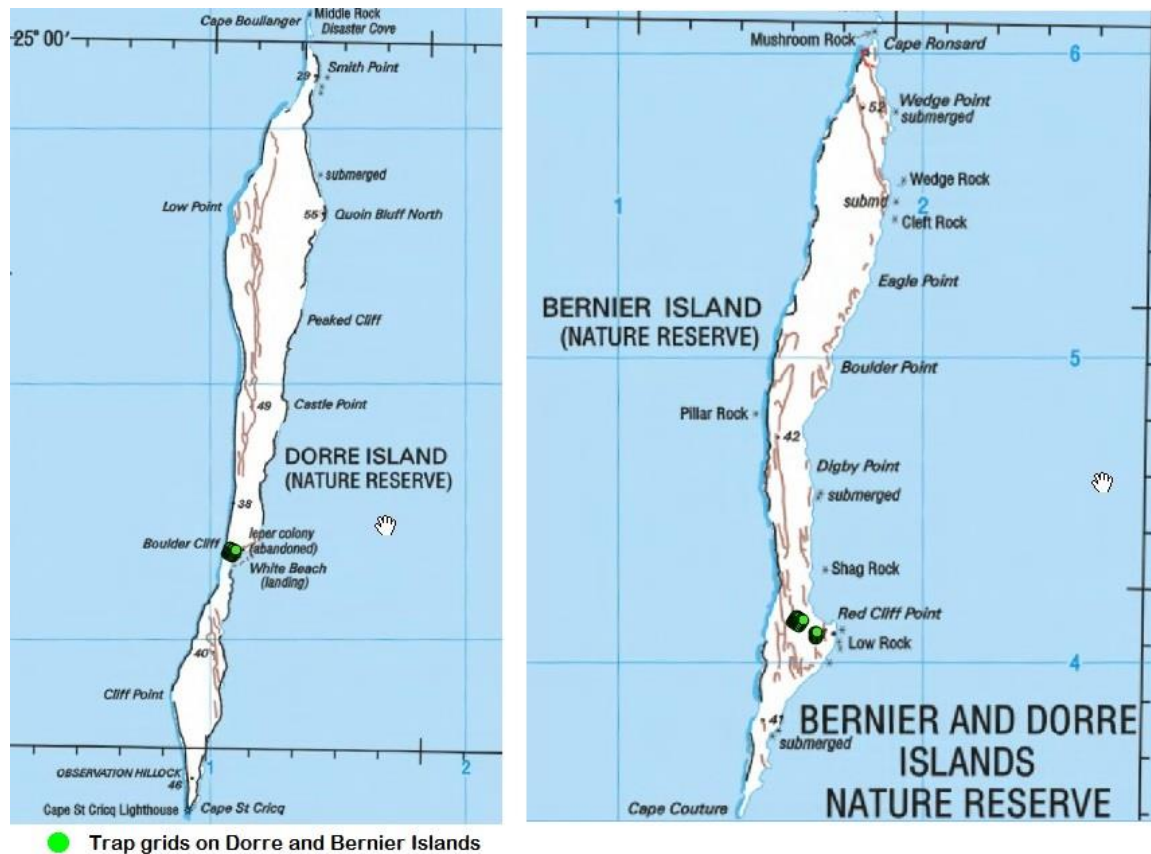 Cape Boullanger
Middle Rock
Disaster Cove
25° 00'
29
Smith Point
submerged
Low Point
55
Quoin Bluff North
Peaked Cliff
49
Castle Point
DORRE ISLAND
(NATURE RESERVE)
38
Boulder Cliff
leper colony
(abandoned)
White Beach
(landing)
40
Cliff Point
OBSERVATION HILLOCK
46
1
2
Cape St Cricq Lighthouse
Cape St Cricq
Mushroom Rock
Cape Ronsard
6
52
Wedge Point
submerged
Wedge Rock
1
submd
2
Cleft Rock
Eagle Point
BERNIER ISLAND
(NATURE RESERVE)
5
Boulder Point
Pillar Rock
42
Digby Point
submerged
Shag Rock
Red Cliff Point
Low Rock
4
41
submerged
BERNIER AND DORRE
ISLANDS
NATURE RESERVE
Cape Couture
Trap grids on Dorre and Bernier Islands